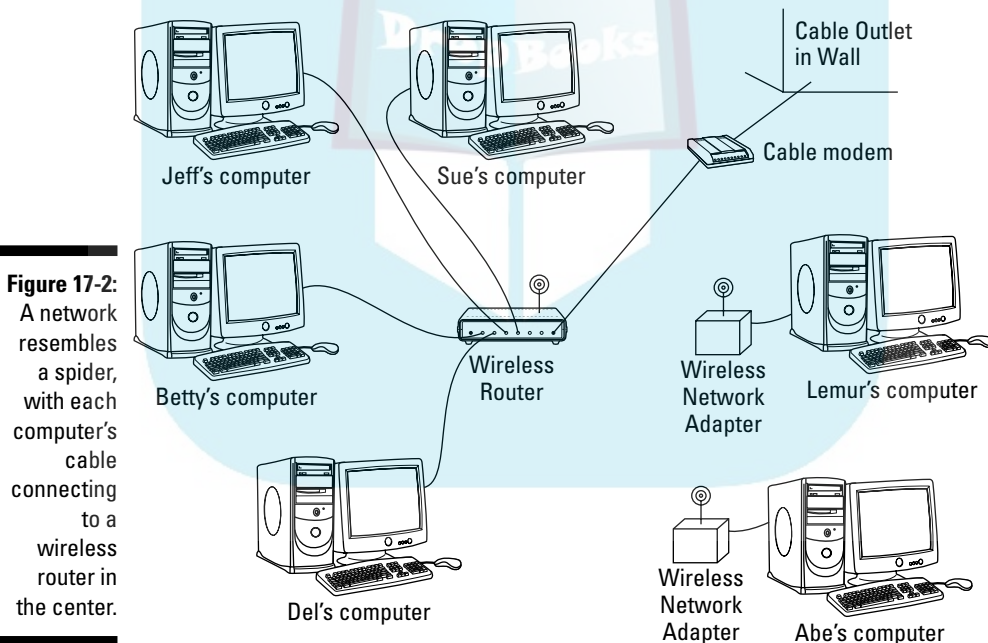 Drop Books
Cable Outlet
in Wall
Cable modem
Jeff's computer
Sue's computer
Figure 17-2:
A network
resembles
a spider,
with each
computer's
cable
connecting
to a
wireless
router in
the center.
Betty's computer
Wireless
Router
Wireless
Network
Adapter
Lemur's computer
Del's computer
Wireless
Network
Adapter
Abe's computer